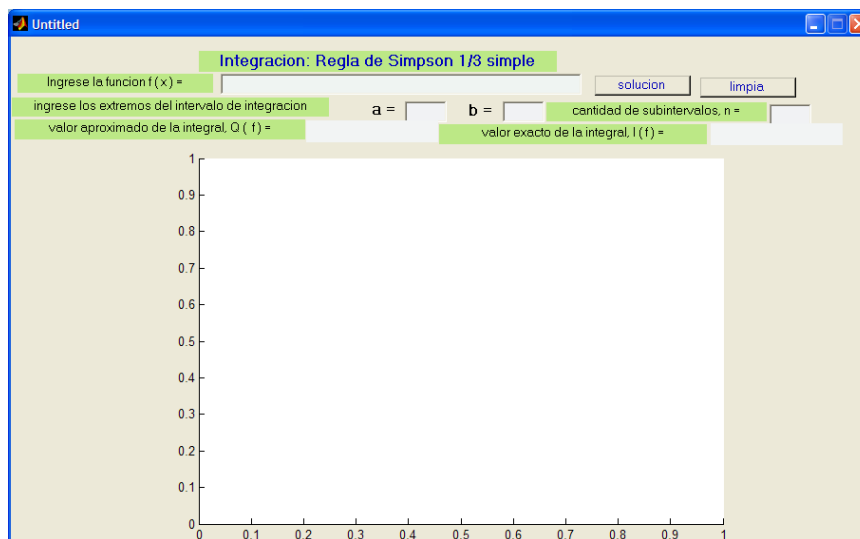 Untitled
Integracion: Regla de Simpson 1/3 simple
Ingrese la funcion f ( x ) =
solucion
limpia
ingrese los extremos del intervalo de integracion
a =
b =
cantidad de subintervalos, n =
valor aproximado de la integral, Q ( f ) =
valor exacto de la integral, I ( f ) =
1
0.9
0.8
0.7
0.6
0.5
0.4
0.3
0.2
0.1
0
0 0.1 0.2 0.3 0.4 0.5 0.6 0.7 0.8 0.9 1